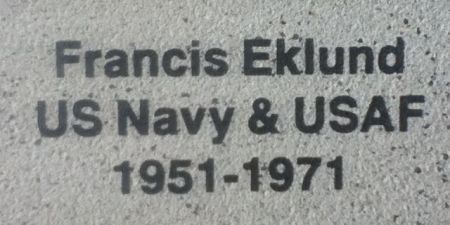 Francis Eklund
US Navy & USAF
1951-1971